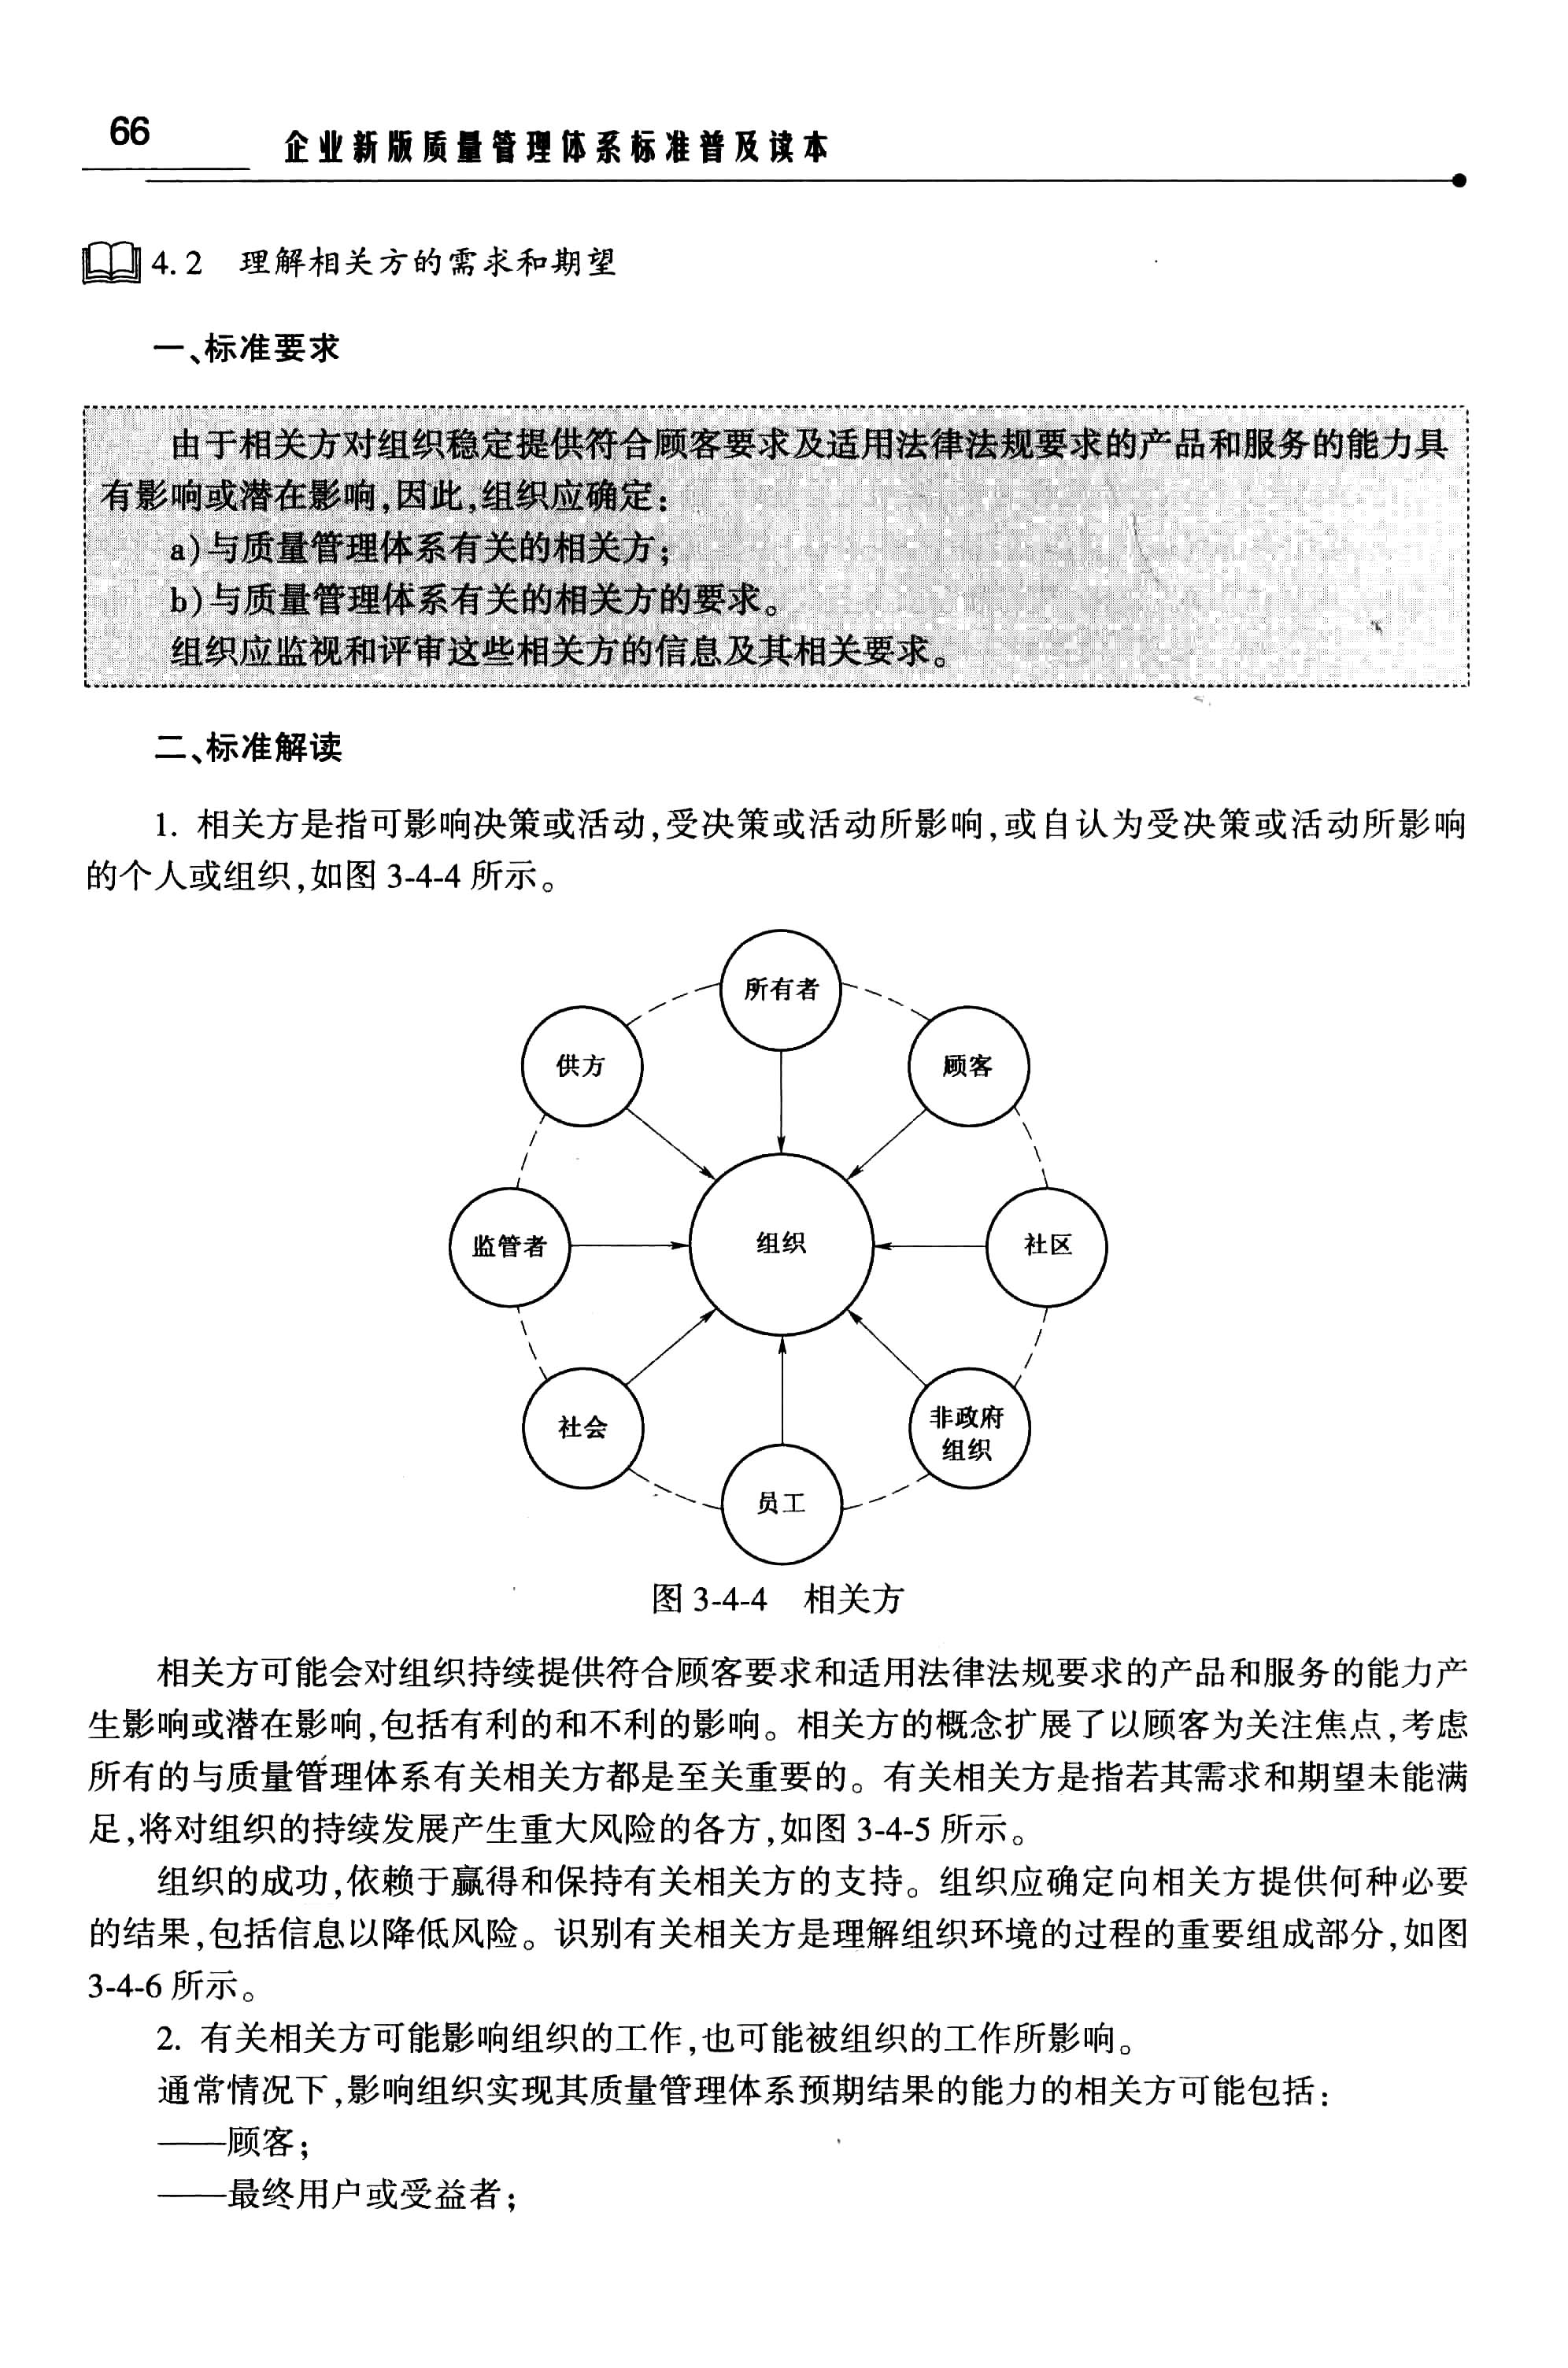 66
企业新版质量管理体系标准普及读本
4.2 理解相关方的需求和期望
一、标准要求
由于相关方对组织稳定提供符合顾客要求及适用法律法规要求的产品和服务的能力具
有影响或潜在影响,因此,组织应确定:
a)与质量管理体系有关的相关方;
b)与质量管理体系有关的相关方的要求。
组织应监视和评审这些相关方的信息及其相关要求。
二、标准解读
1. 相关方是指可影响决策或活动,受决策或活动所影响,或自认为受决策或活动所影响
的个人或组织,如图 3-4-4 所示。
所有者
供方
顾客
监管者
组织
社区
社会
非政府
组织
员工
图 3-4-4 相关方
相关方可能会对组织持续提供符合顾客要求和适用法律法规要求的产品和服务的能力产
生影响或潜在影响,包括有利的和不利的影响。相关方的概念扩展了以顾客为关注焦点,考虑
所有的与质量管理体系有关相关方都是至关重要的。有关相关方是指若其需求和期望未能满
足,将对组织的持续发展产生重大风险的各方,如图 3-4-5 所示。
组织的成功,依赖于赢得和保持有关相关方的支持。组织应确定向相关方提供何种必要
的结果,包括信息以降低风险。识别有关相关方是理解组织环境的过程的重要组成部分,如图
3-4-6 所示。
2. 有关相关方可能影响组织的工作,也可能被组织的工作所影响。
通常情况下,影响组织实现其质量管理体系预期结果的能力的相关方可能包括:
——顾客;
——最终用户或受益者;